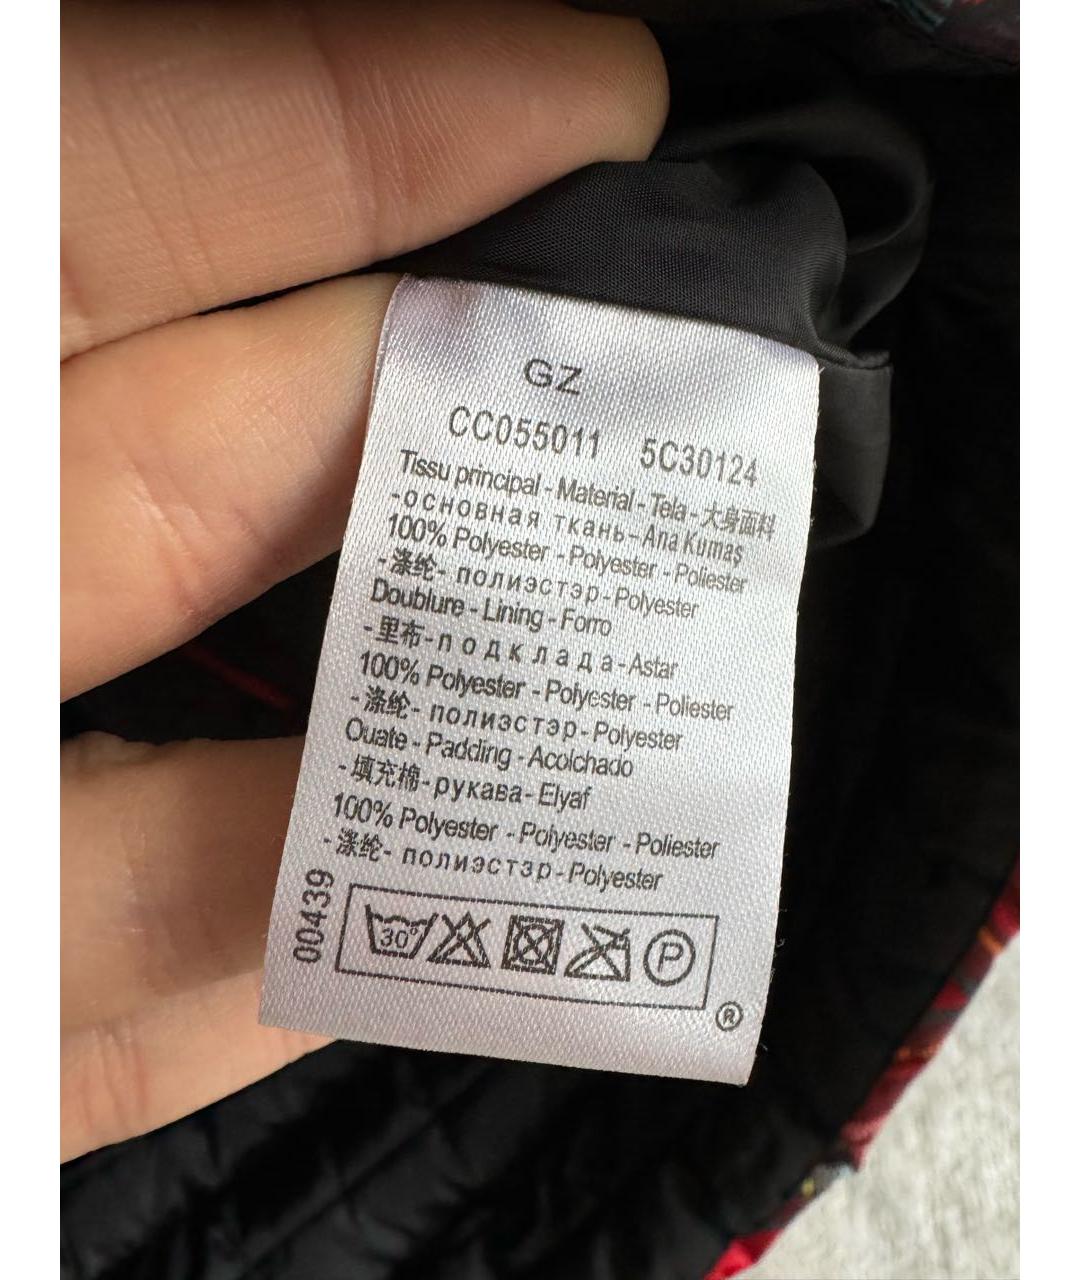 GZ
CC055011 5C30124
Tissu principal - Material - Tela - 大身面料
-основная ткань-Ana Kumaş
100% Polyester - Polyester - Poliester
-涤纶- полиэстэр-Polyester
Doublure - Lining - Forro
-里布-подклада-Astar
100% Polyester - Polyester - Poliester
-涤纶- полиэстэр-Polyester
Ouate - Padding - Acolchado
-填充棉-рукава-Elyaf
100% Polyester - Polyester - Poliester
-涤纶- полиэстэр-Polyester
00439
30°
P
®